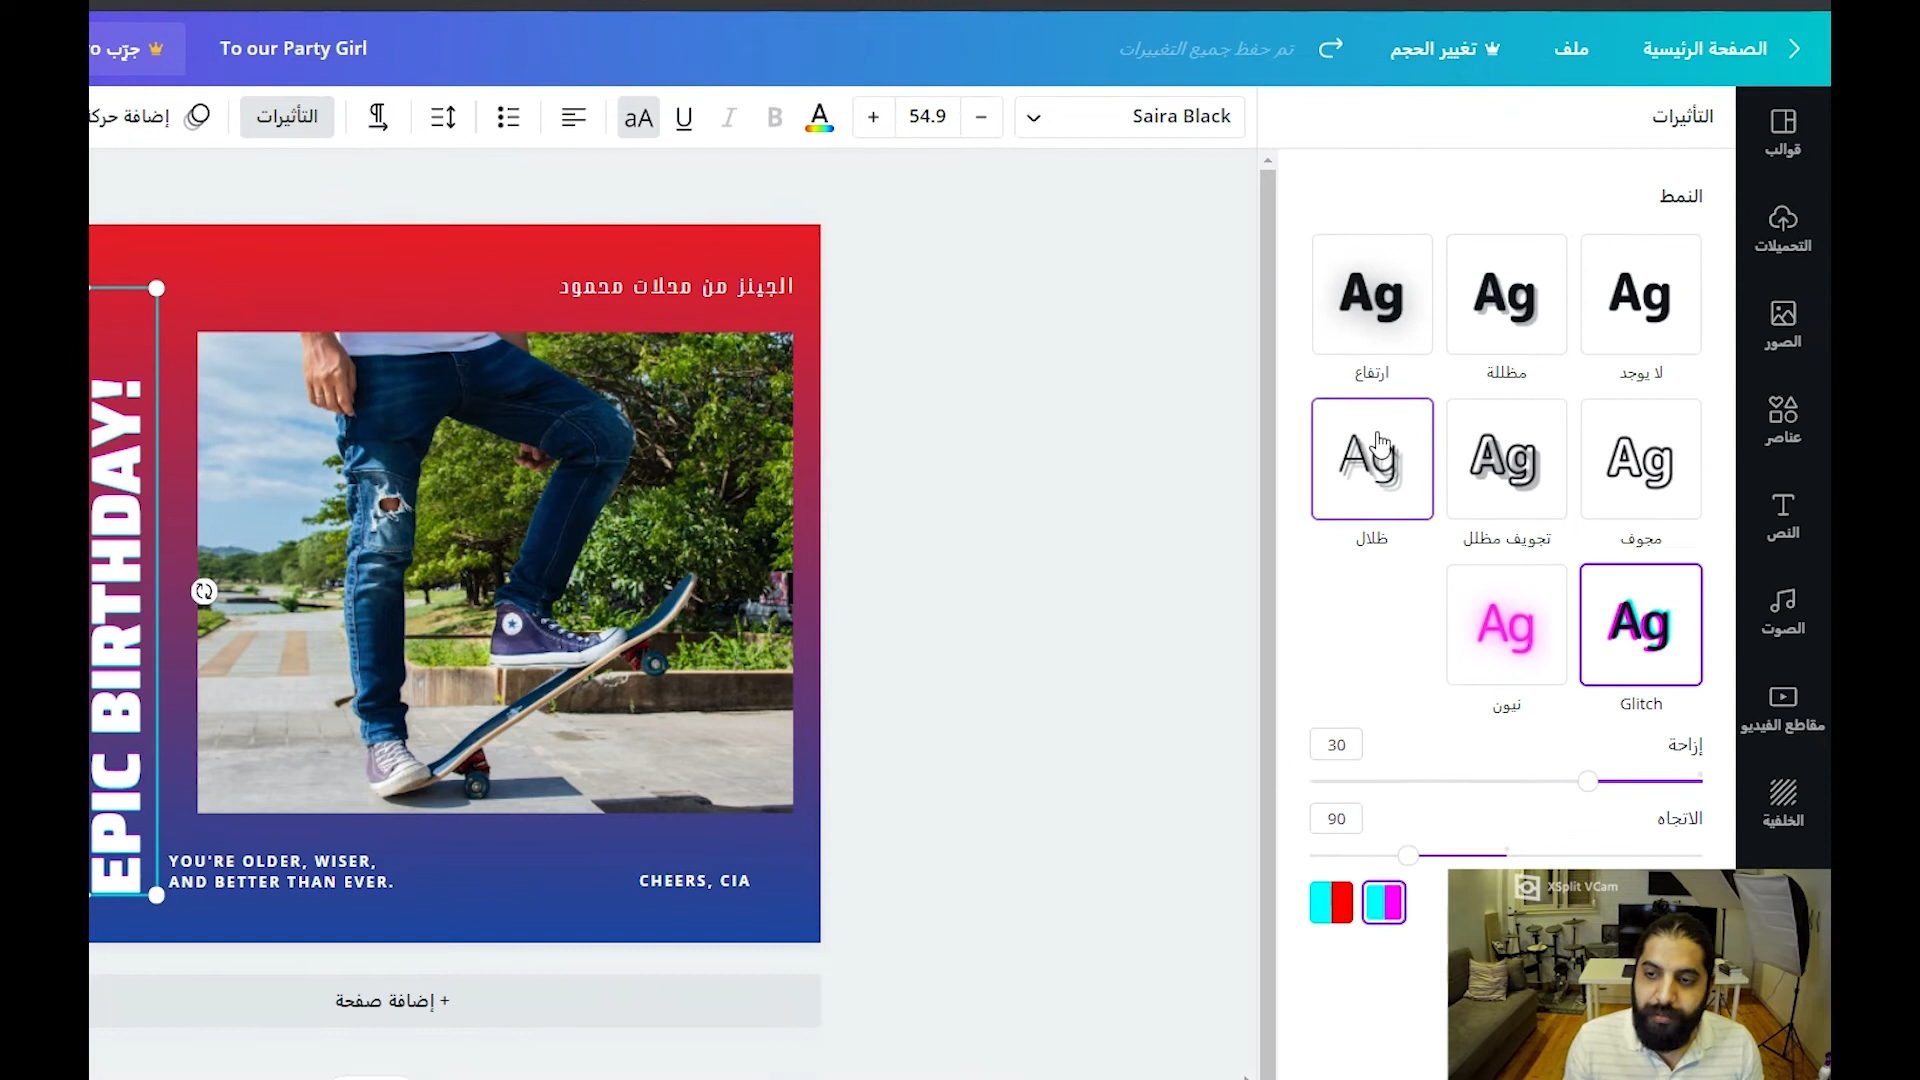 الصفحة الرئيسية
ملف
تغيير الحجم
تم حفظ جميع التغييرات
To our Party Girl
جرّب
التأثيرات
Saira Black
− 54.9 +
A B I U aA
التأثيرات
إضافة حركة
قوالب
التحميلات
الصور
عناصر
النص
الصوت
مقاطع الفيديو
الخلفية
النمط
Ag Ag Ag
لا يوجد
مظللة
ارتفاع
Ag Ag Ag
مجوف
تجويف مظلل
ظلال
Ag Ag
Glitch
نيون
إزاحة
30
الاتجاه
90
الجينز من محلات محمود
EPIC BIRTHDAY!
YOU'RE OLDER, WISER,
AND BETTER THAN EVER.
CHEERS, CIA
+ إضافة صفحة
XSplit VCam